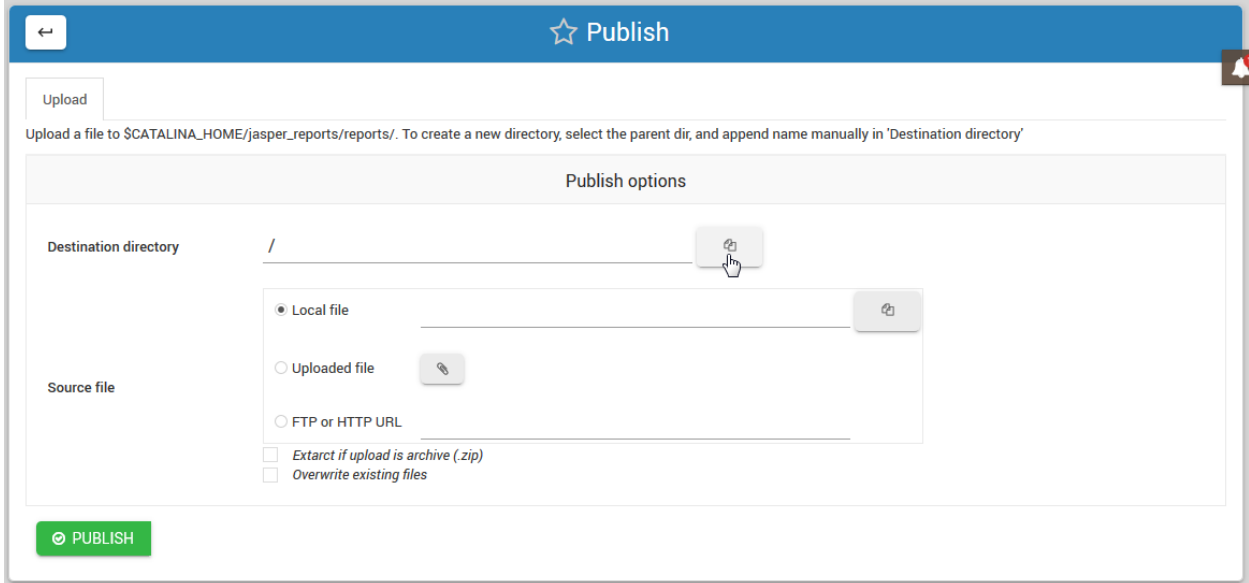 Publish
Upload
Upload a file to $CATALINA_HOME/jasper_reports/reports/. To create a new directory, select the parent dir, and append name manually in 'Destination directory'
Publish options
Destination directory
/
Local file
Uploaded file
Source file
FTP or HTTP URL
Extarct if upload is archive (.zip)
Overwrite existing files
PUBLISH